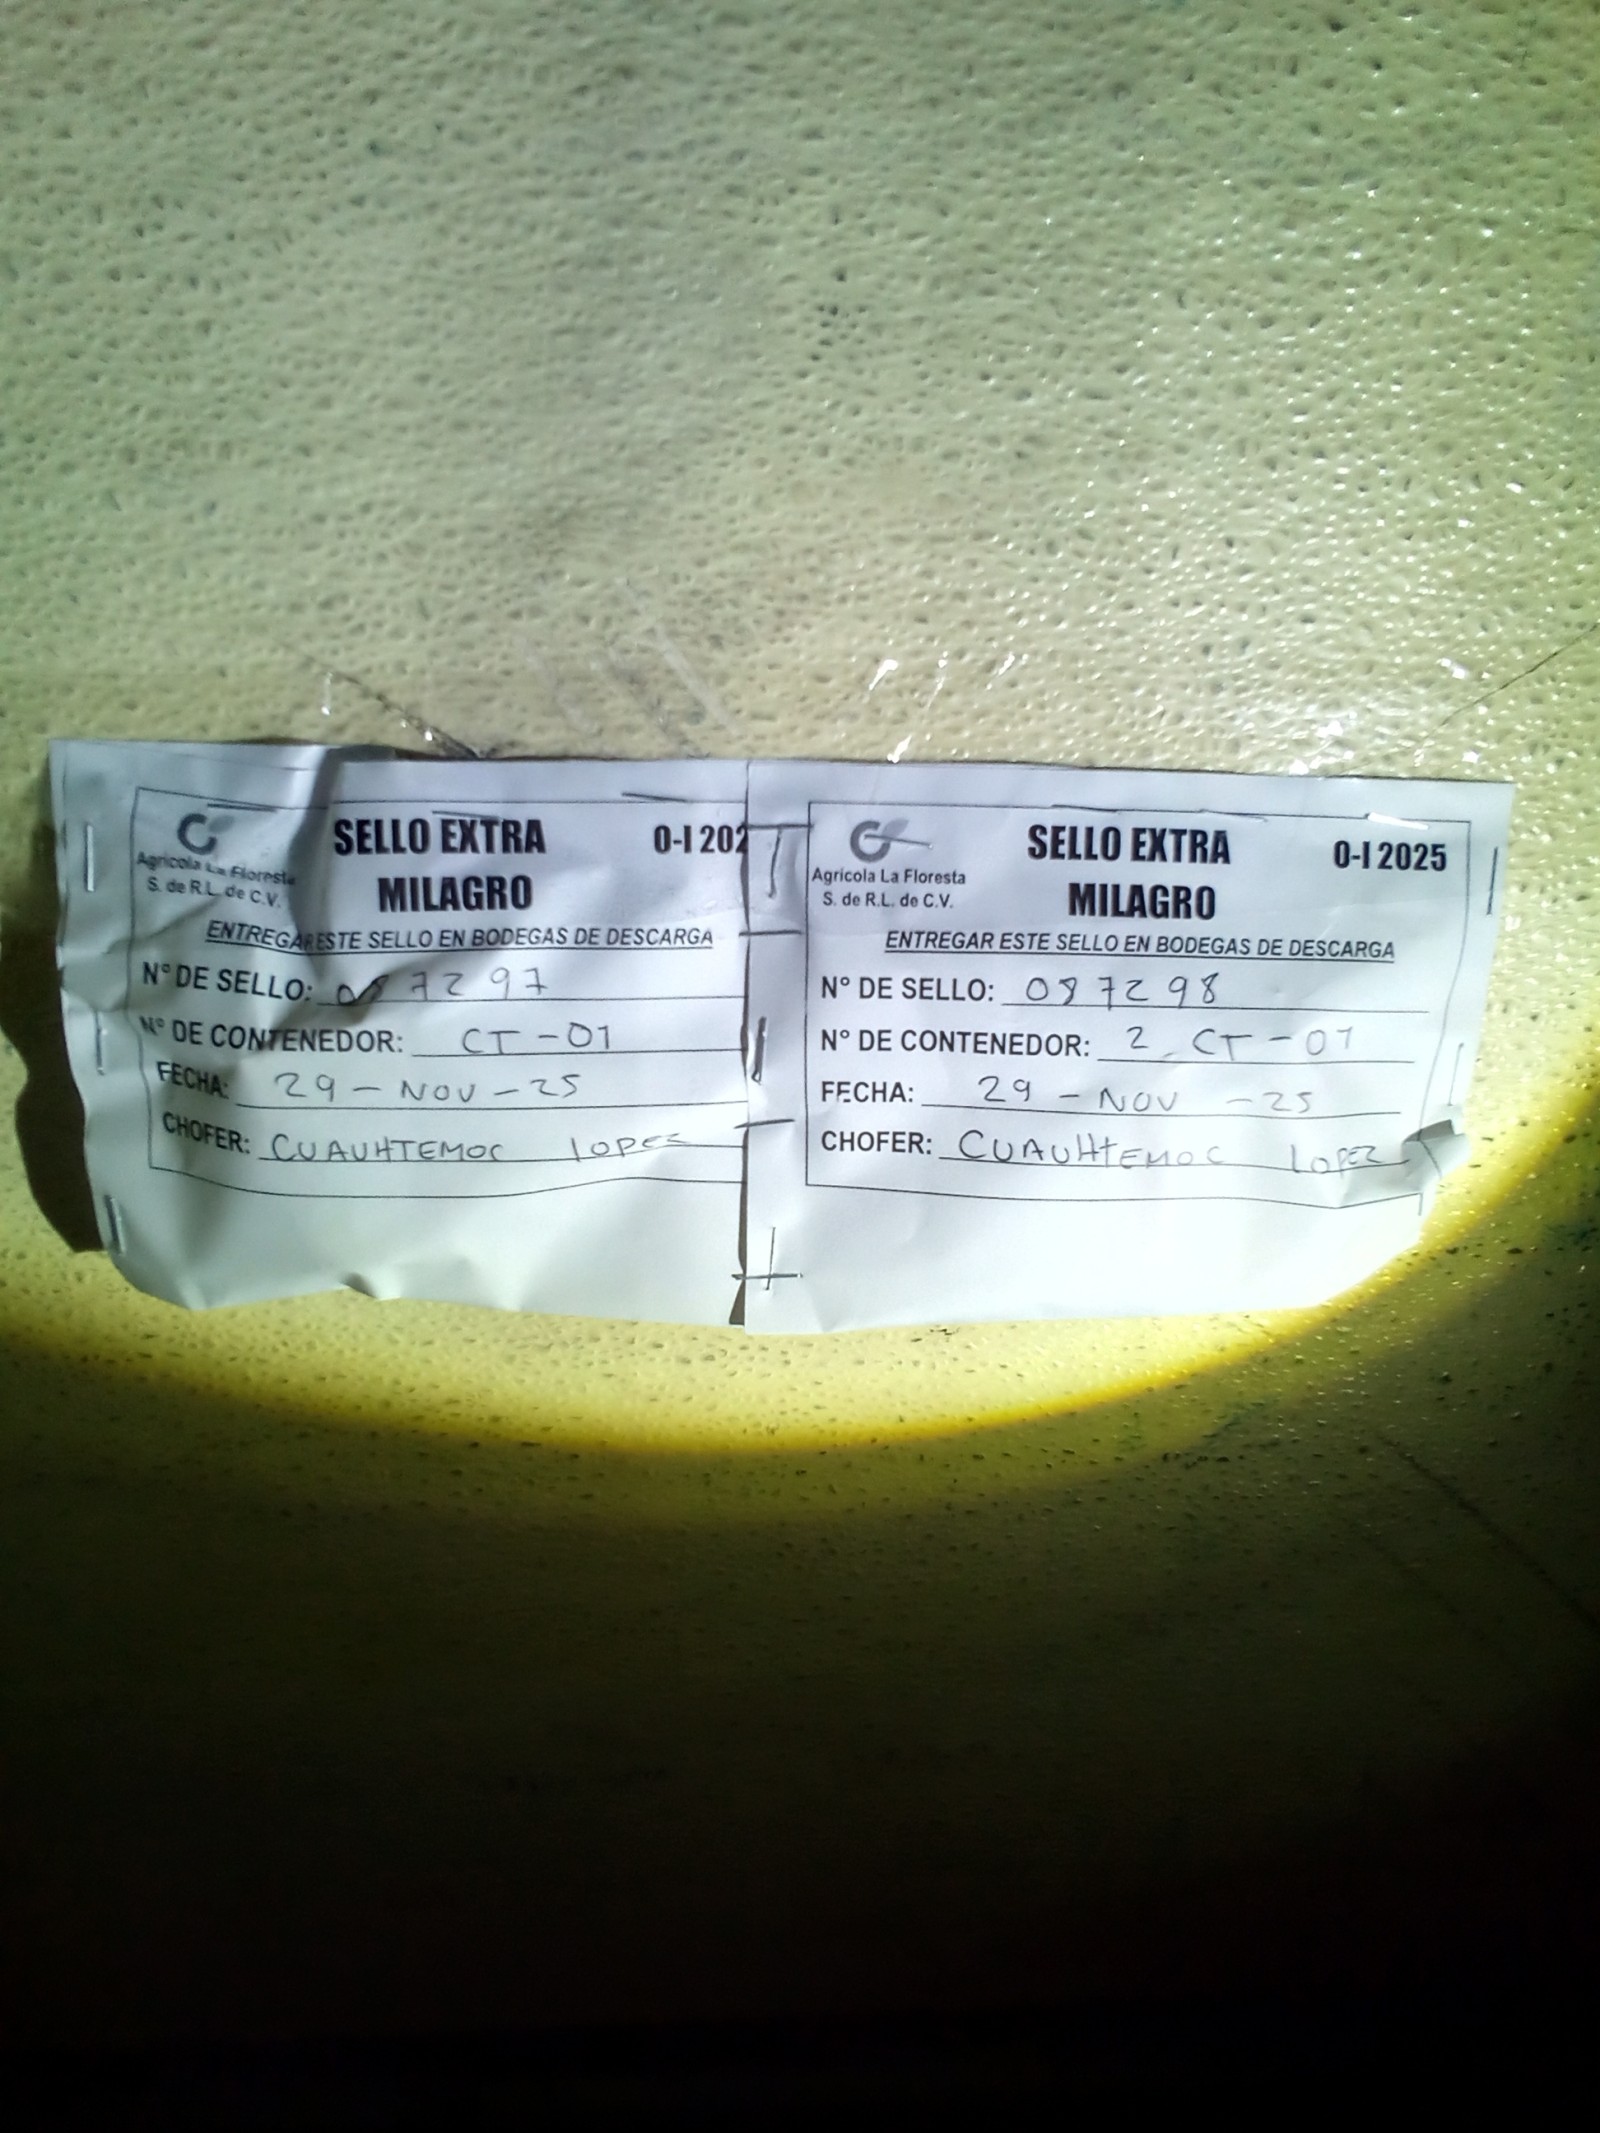 Agrícola La Floresta
S. de R.L. de C.V.
SELLO EXTRA
MILAGRO
O-I 202
ENTREGAR ESTE SELLO EN BODEGAS DE DESCARGA
N° DE SELLO: 087297
N° DE CONTENEDOR: CT-01
FECHA: 29-NOV-25
CHOFER: CUAUHTEMOC LOPEZ
Agrícola La Floresta
S. de R.L. de C.V.
SELLO EXTRA
MILAGRO
O-I 2025
ENTREGAR ESTE SELLO EN BODEGAS DE DESCARGA
N° DE SELLO: 087298
N° DE CONTENEDOR: 2 CT-01
FECHA: 29-NOV-25
CHOFER: CUAUHTEMOC LOPEZ